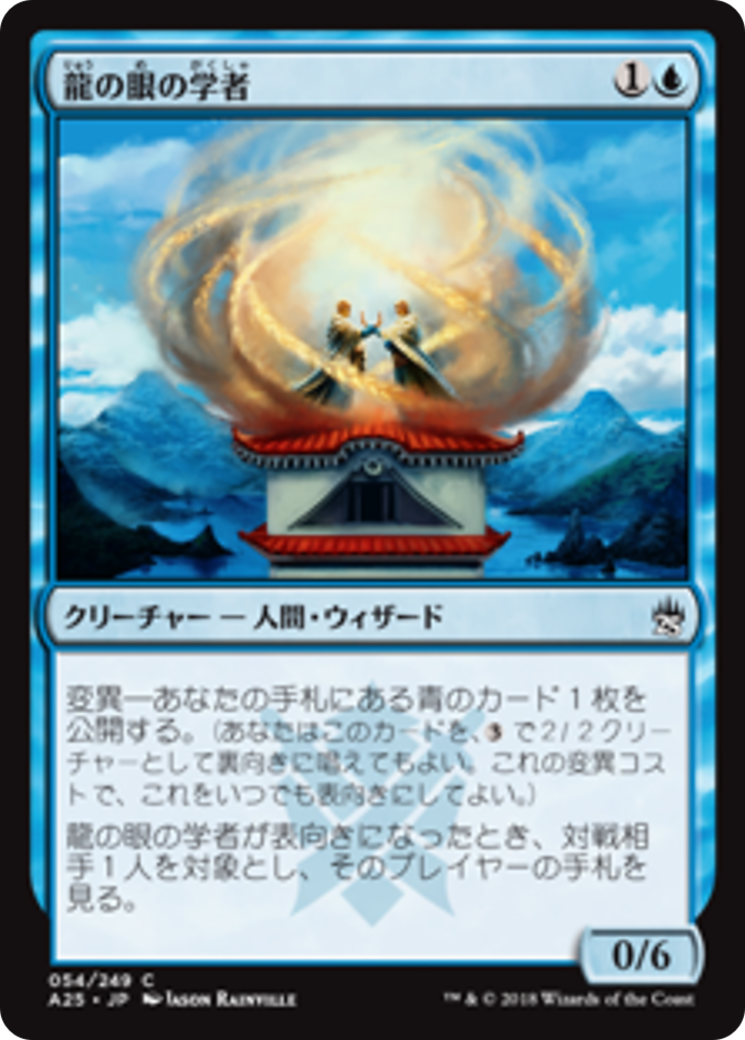 龍の眼の学者 1
クリーチャー — 人間・ウィザード
変異―あなたの手札にある青のカード1枚を
公開する。(あなたはこのカードを、3 で2/2クリー
チャーとして裏向きに唱えてもよい。これの変異コス
トで、これをいつでも表向きにしてよい。)
龍の眼の学者が表向きになったとき、対戦相
手1人を対象とし、そのプレイヤーの手札を
見る。
0/6
054/249 C
A25 • JP Jason Rainville
™ & © 2018 Wizards of the Coast